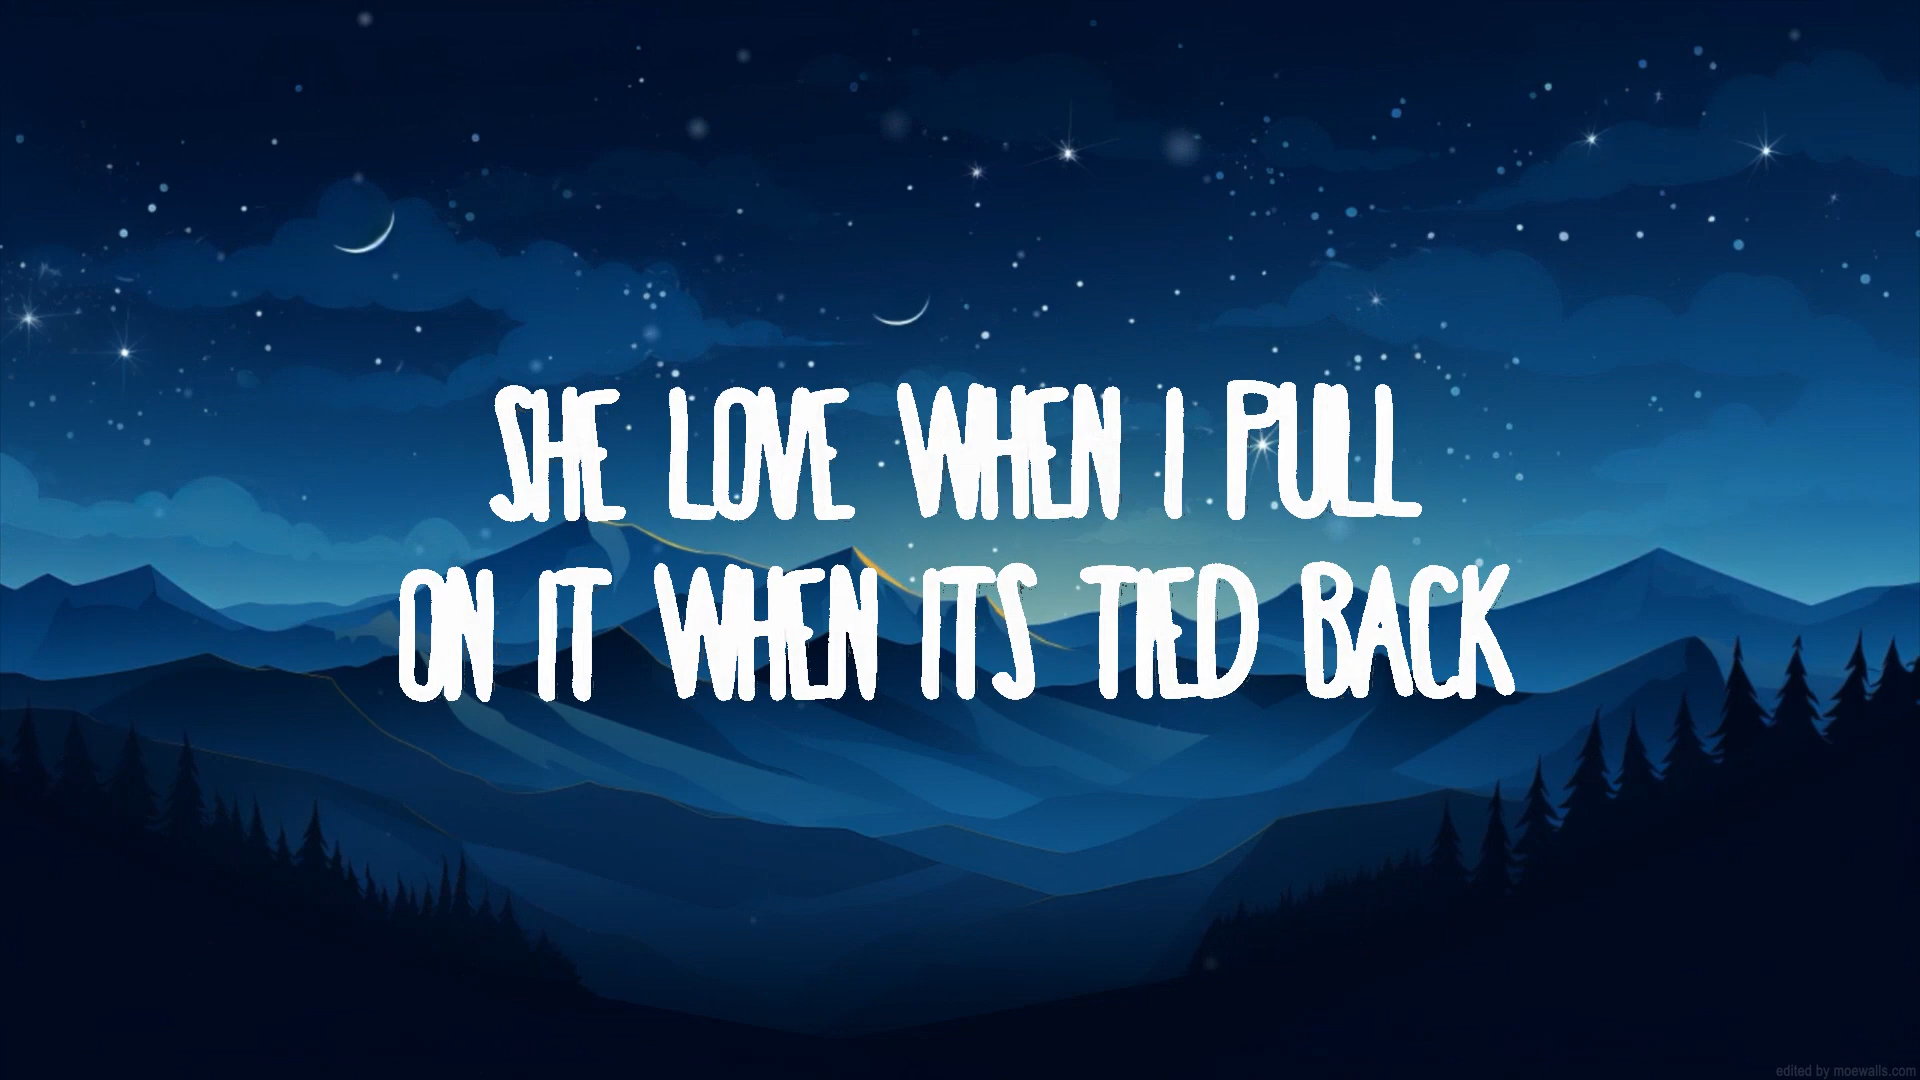 SHE LOVE WHEN I PULL
ON IT WHEN ITS TIED BACK
edited by moewalls.com